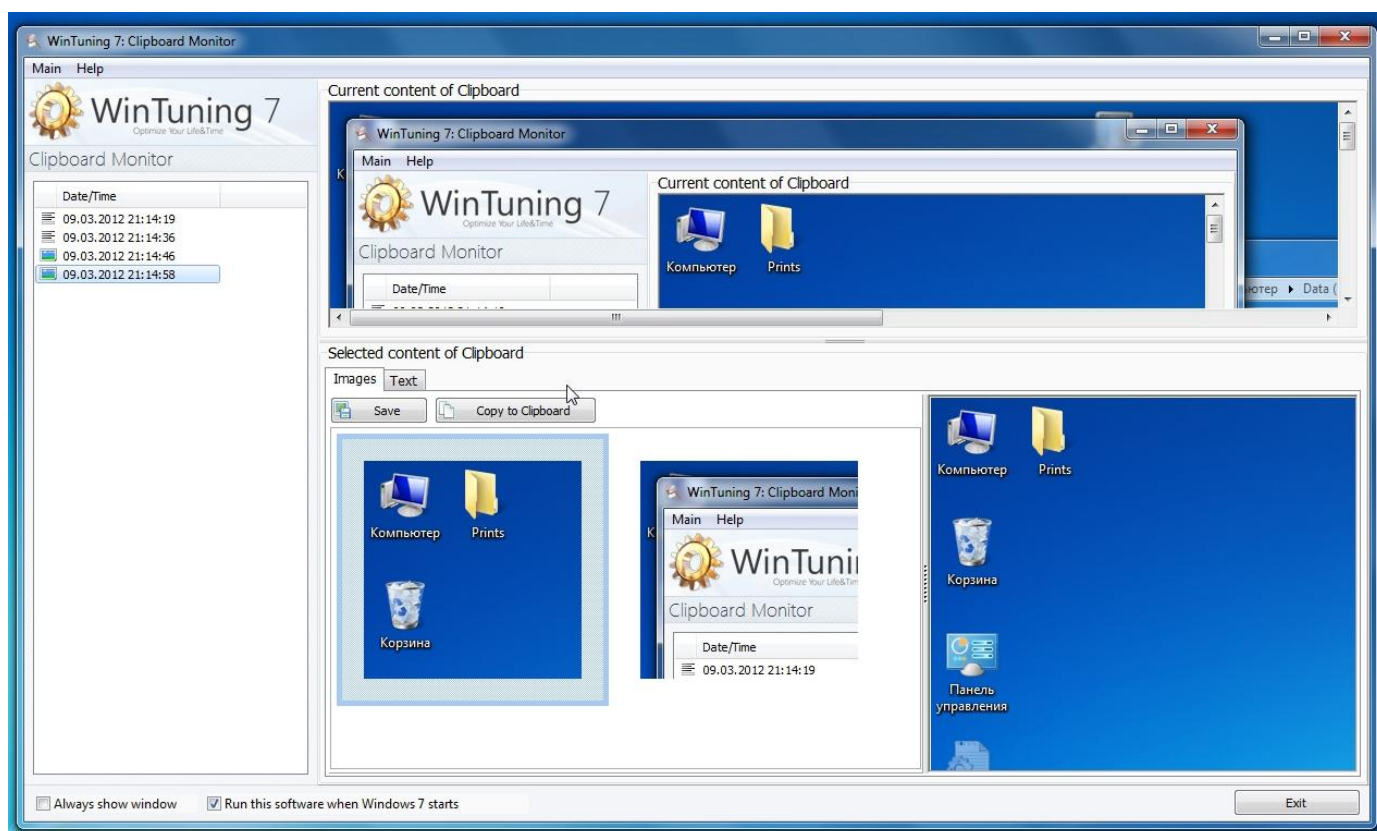 WinTuning 7: Clipboard Monitor
Main Help
WinTuning 7
Optimize Your Life&Time
Clipboard Monitor
Date/Time
09.03.2012 21:14:19
09.03.2012 21:14:36
09.03.2012 21:14:46
09.03.2012 21:14:58
Current content of Clipboard
WinTuning 7: Clipboard Monitor
Main Help
K
WinTuning 7
Optimize Your Life&Time
Clipboard Monitor
Date/Time
Current content of Clipboard
Компьютер Prints
ютер Data (
Selected content of Clipboard
Images Text
Save Copy to Clipboard
Компьютер Prints
Корзина
WinTuning 7: Clipboard Moni
Main Help
K
WinTuni
Optimize Your Life&Tim
Clipboard Monitor
Date/Time
09.03.2012 21:14:19
Компьютер Prints
Корзина
Панель
управления
Always show window Run this software when Windows 7 starts Exit